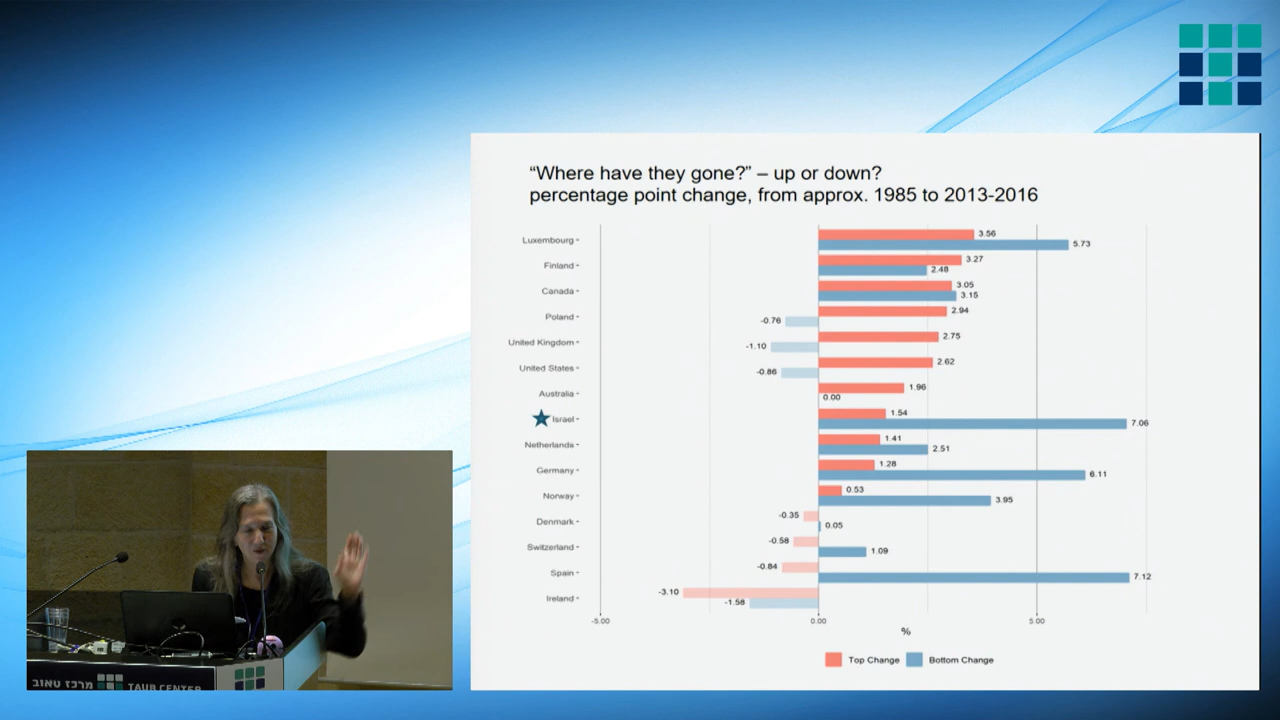 “Where have they gone?” – up or down?
percentage point change, from approx. 1985 to 2013-2016
Luxembourg 3.56 5.73
Finland 3.27 2.48
Canada 3.05 3.15
Poland 2.94 -0.76
United Kingdom 2.75 -1.10
United States 2.62 -0.86
Australia 1.96 0.00
Israel 1.54 7.06
Netherlands 1.41 2.51
Germany 1.28 6.11
Norway 0.53 3.95
Denmark -0.35 0.05
Switzerland -0.58 1.09
Spain -0.84 7.12
Ireland -3.10 -1.58
-5.00 0.00 5.00
%
Top Change Bottom Change
מרכז טאוב TAUB CENTER